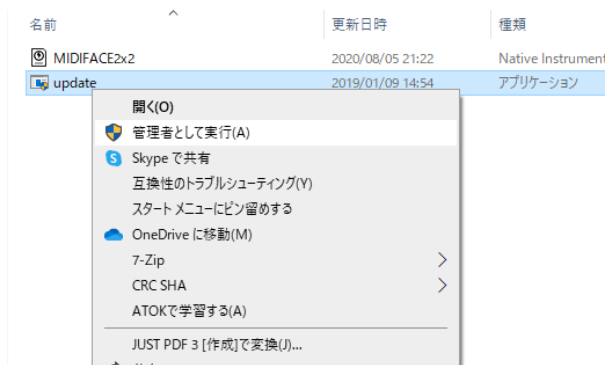 名前 更新日時 種類
MIDIFACE2x2 2020/08/05 21:22 Native Instrument
update 2019/01/09 14:54 アプリケーション
開く(O)
管理者として実行(A)
Skype で共有
互換性のトラブルシューティング(Y)
スタート メニューにピン留めする
OneDrive に移動(M)
7-Zip
CRC SHA
ATOKで学習する(A)
JUST PDF 3 [作成]で変換(J)...